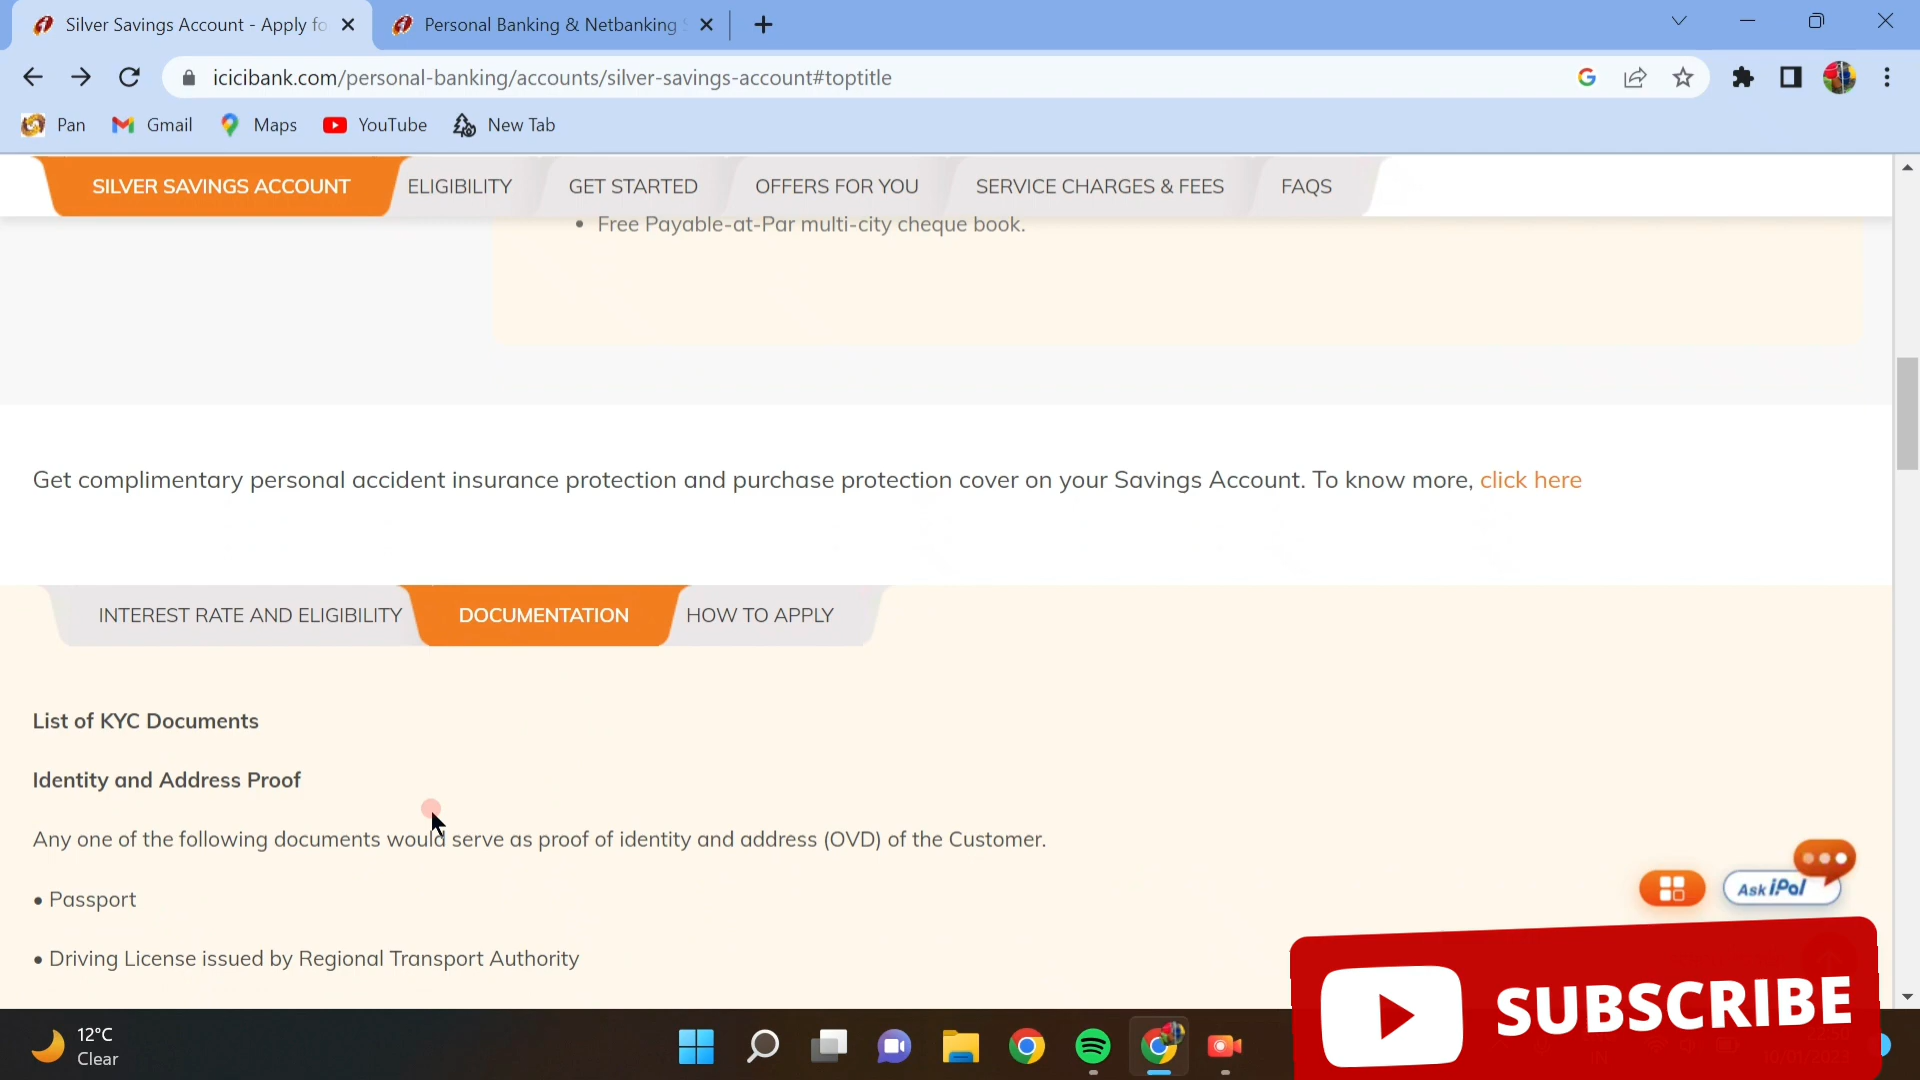 Silver Savings Account - Apply fo
Personal Banking & Netbanking
icicibank.com/personal-banking/accounts/silver-savings-account#toptitle
Pan
Gmail
Maps
YouTube
New Tab
SILVER SAVINGS ACCOUNT
ELIGIBILITY
GET STARTED
OFFERS FOR YOU
SERVICE CHARGES & FEES
FAQS
• Free Payable-at-Par multi-city cheque book.
Get complimentary personal accident insurance protection and purchase protection cover on your Savings Account. To know more, click here
INTEREST RATE AND ELIGIBILITY
DOCUMENTATION
HOW TO APPLY
List of KYC Documents
Identity and Address Proof
Any one of the following documents would serve as proof of identity and address (OVD) of the Customer.
• Passport
Ask iPal
• Driving License issued by Regional Transport Authority
SUBSCRIBE
12°C
Clear